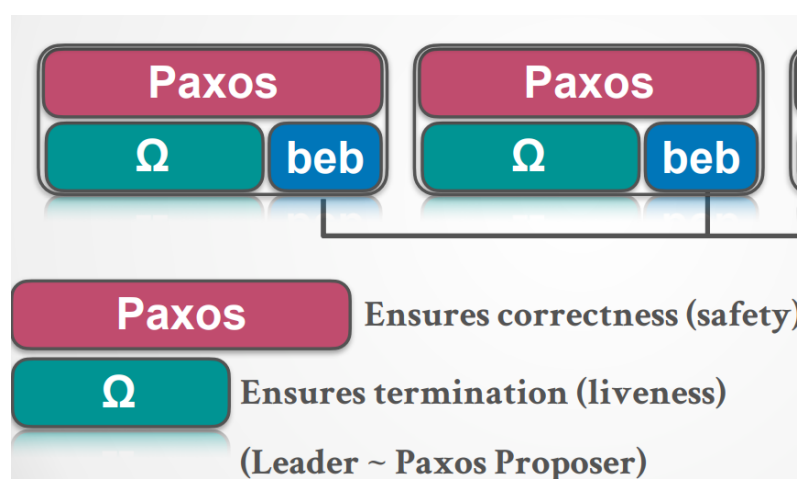 Paxos Paxos
Ω beb Ω beb
Paxos Ensures correctness (safety)
Ω Ensures termination (liveness)
(Leader ~ Paxos Proposer)